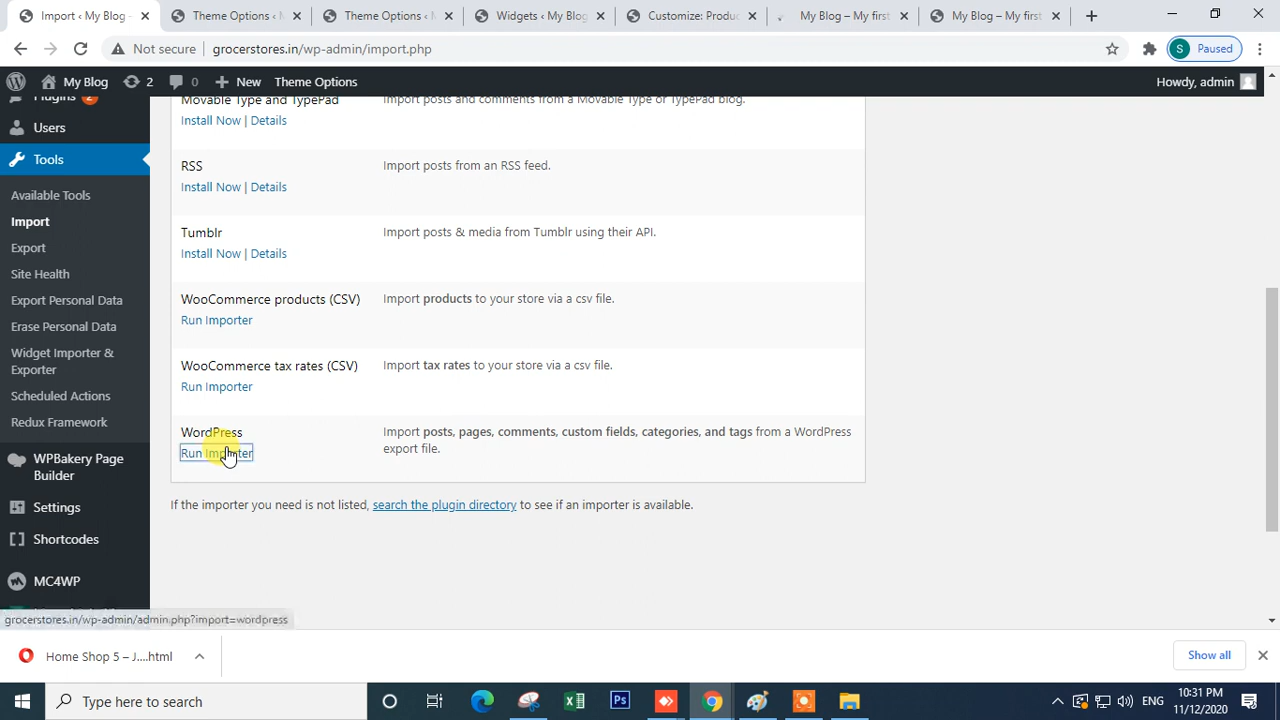 Import ‹ My Blog -
Theme Options ‹ M
Theme Options ‹ M
Widgets ‹ My Blog
Customize: Produc
My Blog – My first
My Blog – My first
Not secure
grocerstores.in/wp-admin/import.php
S Paused
My Blog
2
0
New
Theme Options
Howdy, admin
Plugins 2
Users
Tools
Available Tools
Import
Export
Site Health
Export Personal Data
Erase Personal Data
Widget Importer &
Exporter
Scheduled Actions
Redux Framework
WPBakery Page
Builder
Settings
Shortcodes
MC4WP
Movable Type and TypePad
Import posts and comments from a Movable Type or TypePad blog.
Install Now | Details
RSS
Import posts from an RSS feed.
Install Now | Details
Tumblr
Import posts & media from Tumblr using their API.
Install Now | Details
WooCommerce products (CSV)
Import products to your store via a csv file.
Run Importer
WooCommerce tax rates (CSV)
Import tax rates to your store via a csv file.
Run Importer
WordPress
Import posts, pages, comments, custom fields, categories, and tags from a WordPress
export file.
Run Importer
If the importer you need is not listed, search the plugin directory to see if an importer is available.
grocerstores.in/wp-admin/admin.php?import=wordpress
Home Shop 5 – J....html
Show all
Type here to search
Ps
ENG
10:31 PM
11/12/2020